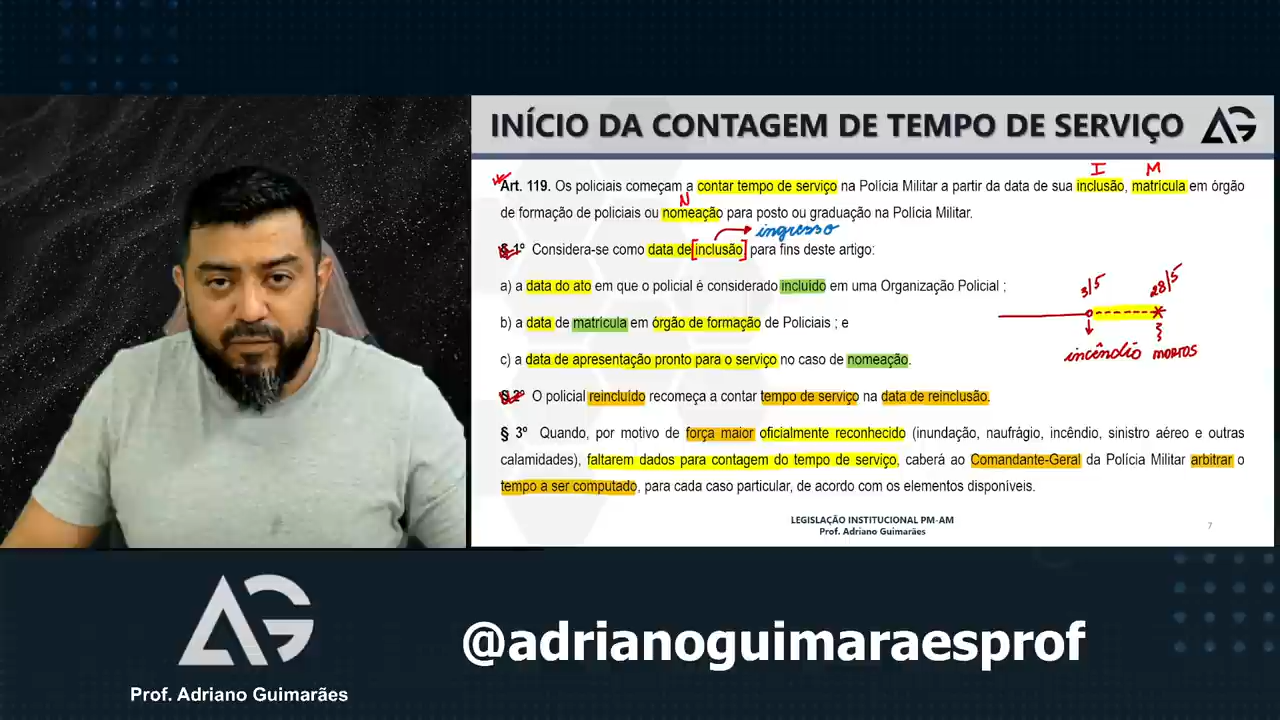 INÍCIO DA CONTAGEM DE TEMPO DE SERVIÇO AG
I M
Art. 119. Os policiais começam a contar tempo de serviço na Polícia Militar a partir da data de sua inclusão, matrícula em órgão
N
de formação de policiais ou nomeação para posto ou graduação na Polícia Militar.
ingresso
§ 1º Considera-se como data de [inclusão] para fins deste artigo:
a) a data do ato em que o policial é considerado incluído em uma Organização Policial ;
3/5 28/5
b) a data de matrícula em órgão de formação de Policiais ; e
incêndio MORTOS
c) a data de apresentação pronto para o serviço no caso de nomeação.
§ 2º O policial reincluído recomeça a contar tempo de serviço na data de reinclusão.
§ 3º Quando, por motivo de força maior oficialmente reconhecido (inundação, naufrágio, incêndio, sinistro aéreo e outras
calamidades), faltarem dados para contagem do tempo de serviço, caberá ao Comandante-Geral da Polícia Militar arbitrar o
tempo a ser computado, para cada caso particular, de acordo com os elementos disponíveis.
LEGISLAÇÃO INSTITUCIONAL PM-AM
Prof. Adriano Guimarães
7
AG
Prof. Adriano Guimarães
@adrianoguimaraesprof